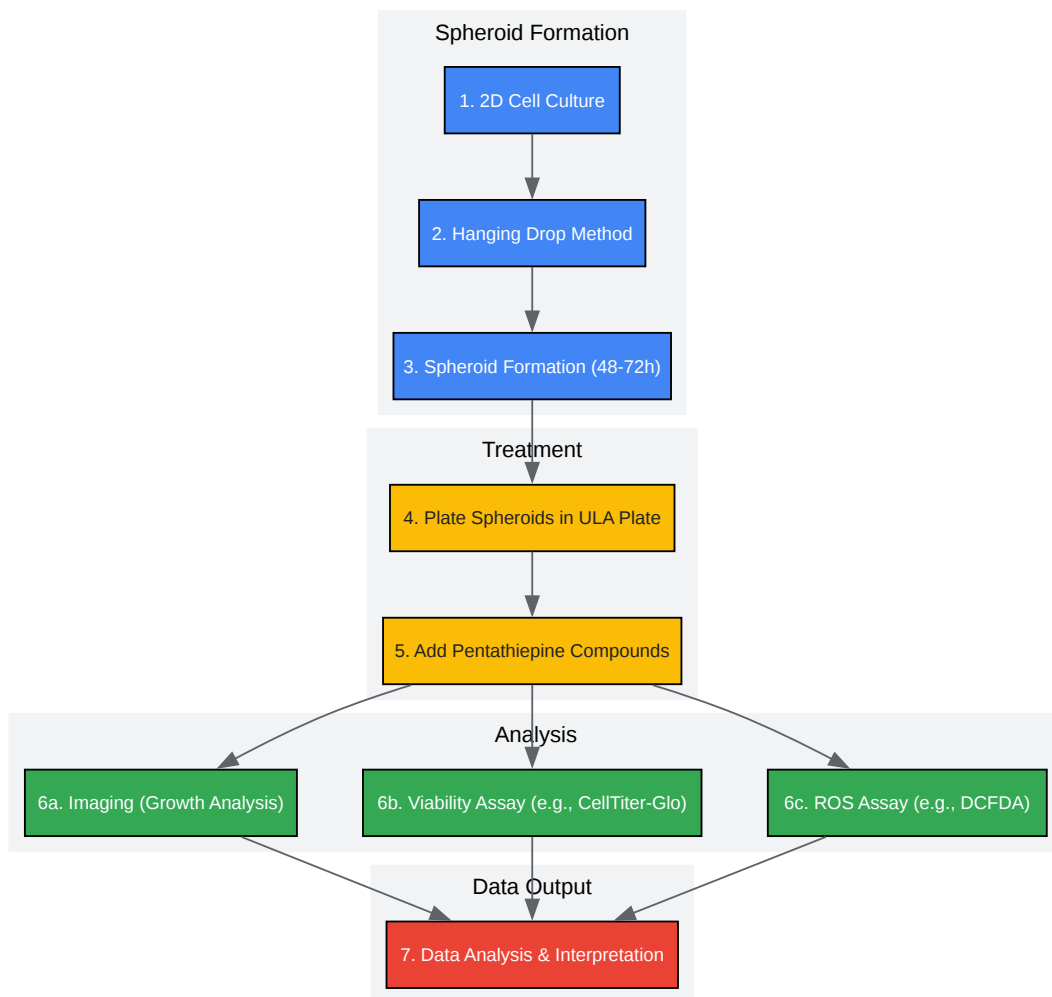 Spheroid Formation
1. 2D Cell Culture
2. Hanging Drop Method
3. Spheroid Formation (48-72h)
Treatment
4. Plate Spheroids in ULA Plate
5. Add Pentathiepine Compounds
Analysis
6a. Imaging (Growth Analysis)
6b. Viability Assay (e.g., CellTiter-Glo)
6c. ROS Assay (e.g., DCFDA)
Data Output
7. Data Analysis & Interpretation